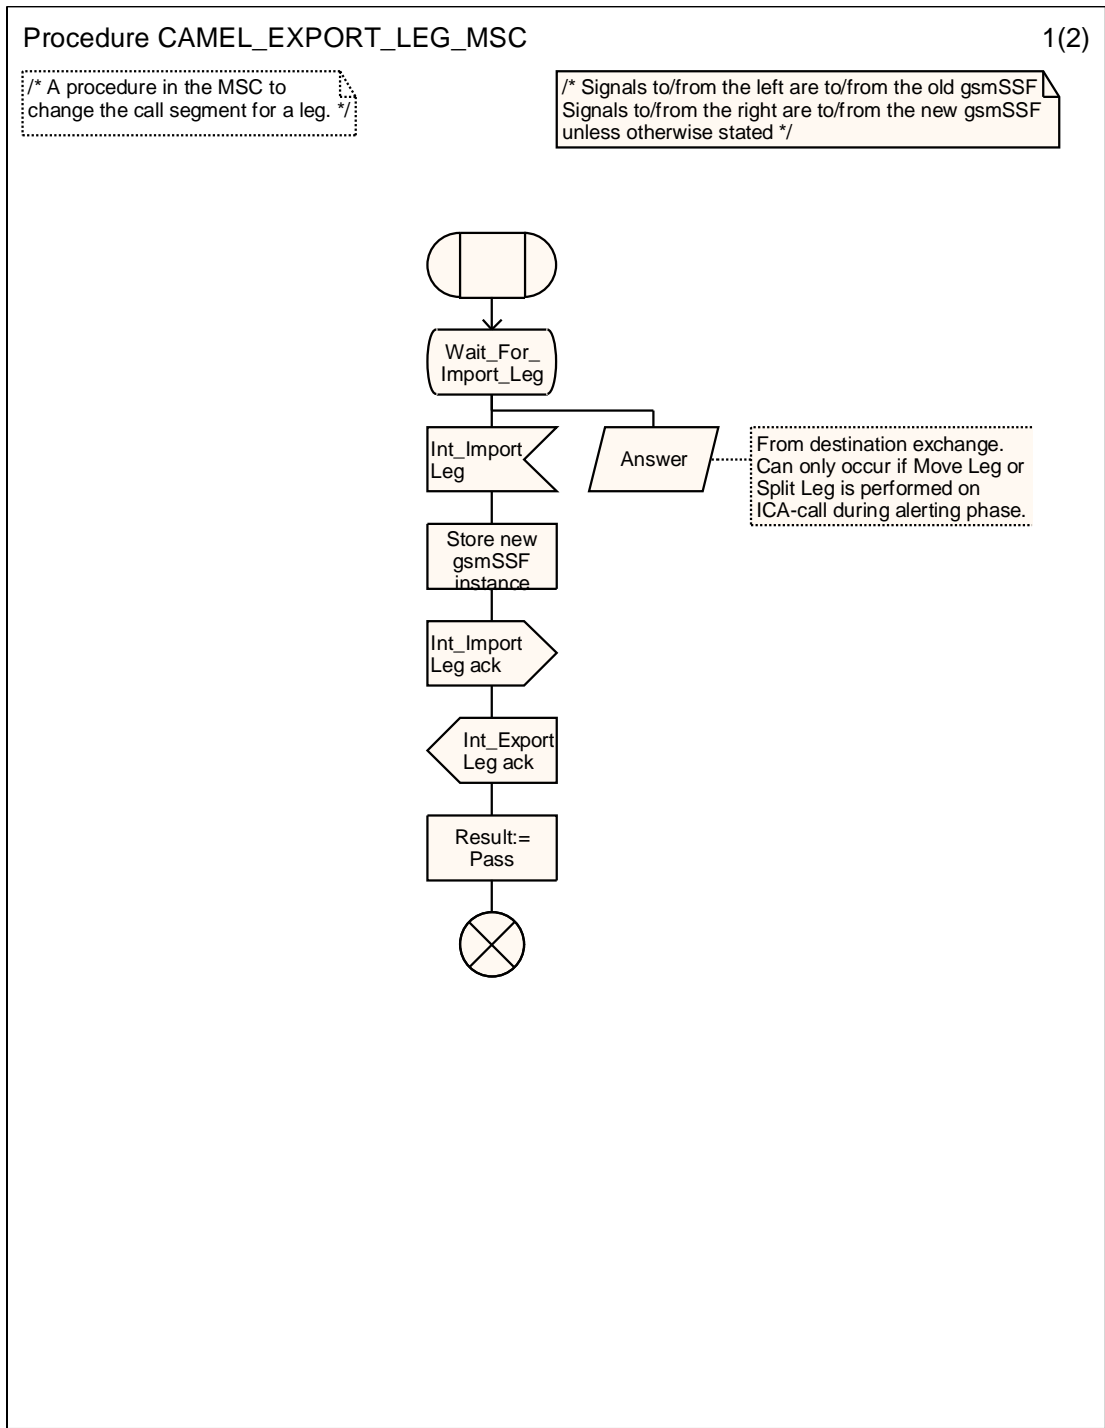 Procedure CAMEL_EXPORT_LEG_MSC
1(2)
/* A procedure in the MSC to
change the call segment for a leg. */
/* Signals to/from the left are to/from the old gsmSSF
Signals to/from the right are to/from the new gsmSSF
unless otherwise stated */
Wait_For_
Import_Leg
Int_Import
Leg
Answer
From destination exchange.
Can only occur if Move Leg or
Split Leg is performed on
ICA-call during alerting phase.
Store new
gsmSSF
instance
Int_Import
Leg ack
Int_Export
Leg ack
Result:=
Pass